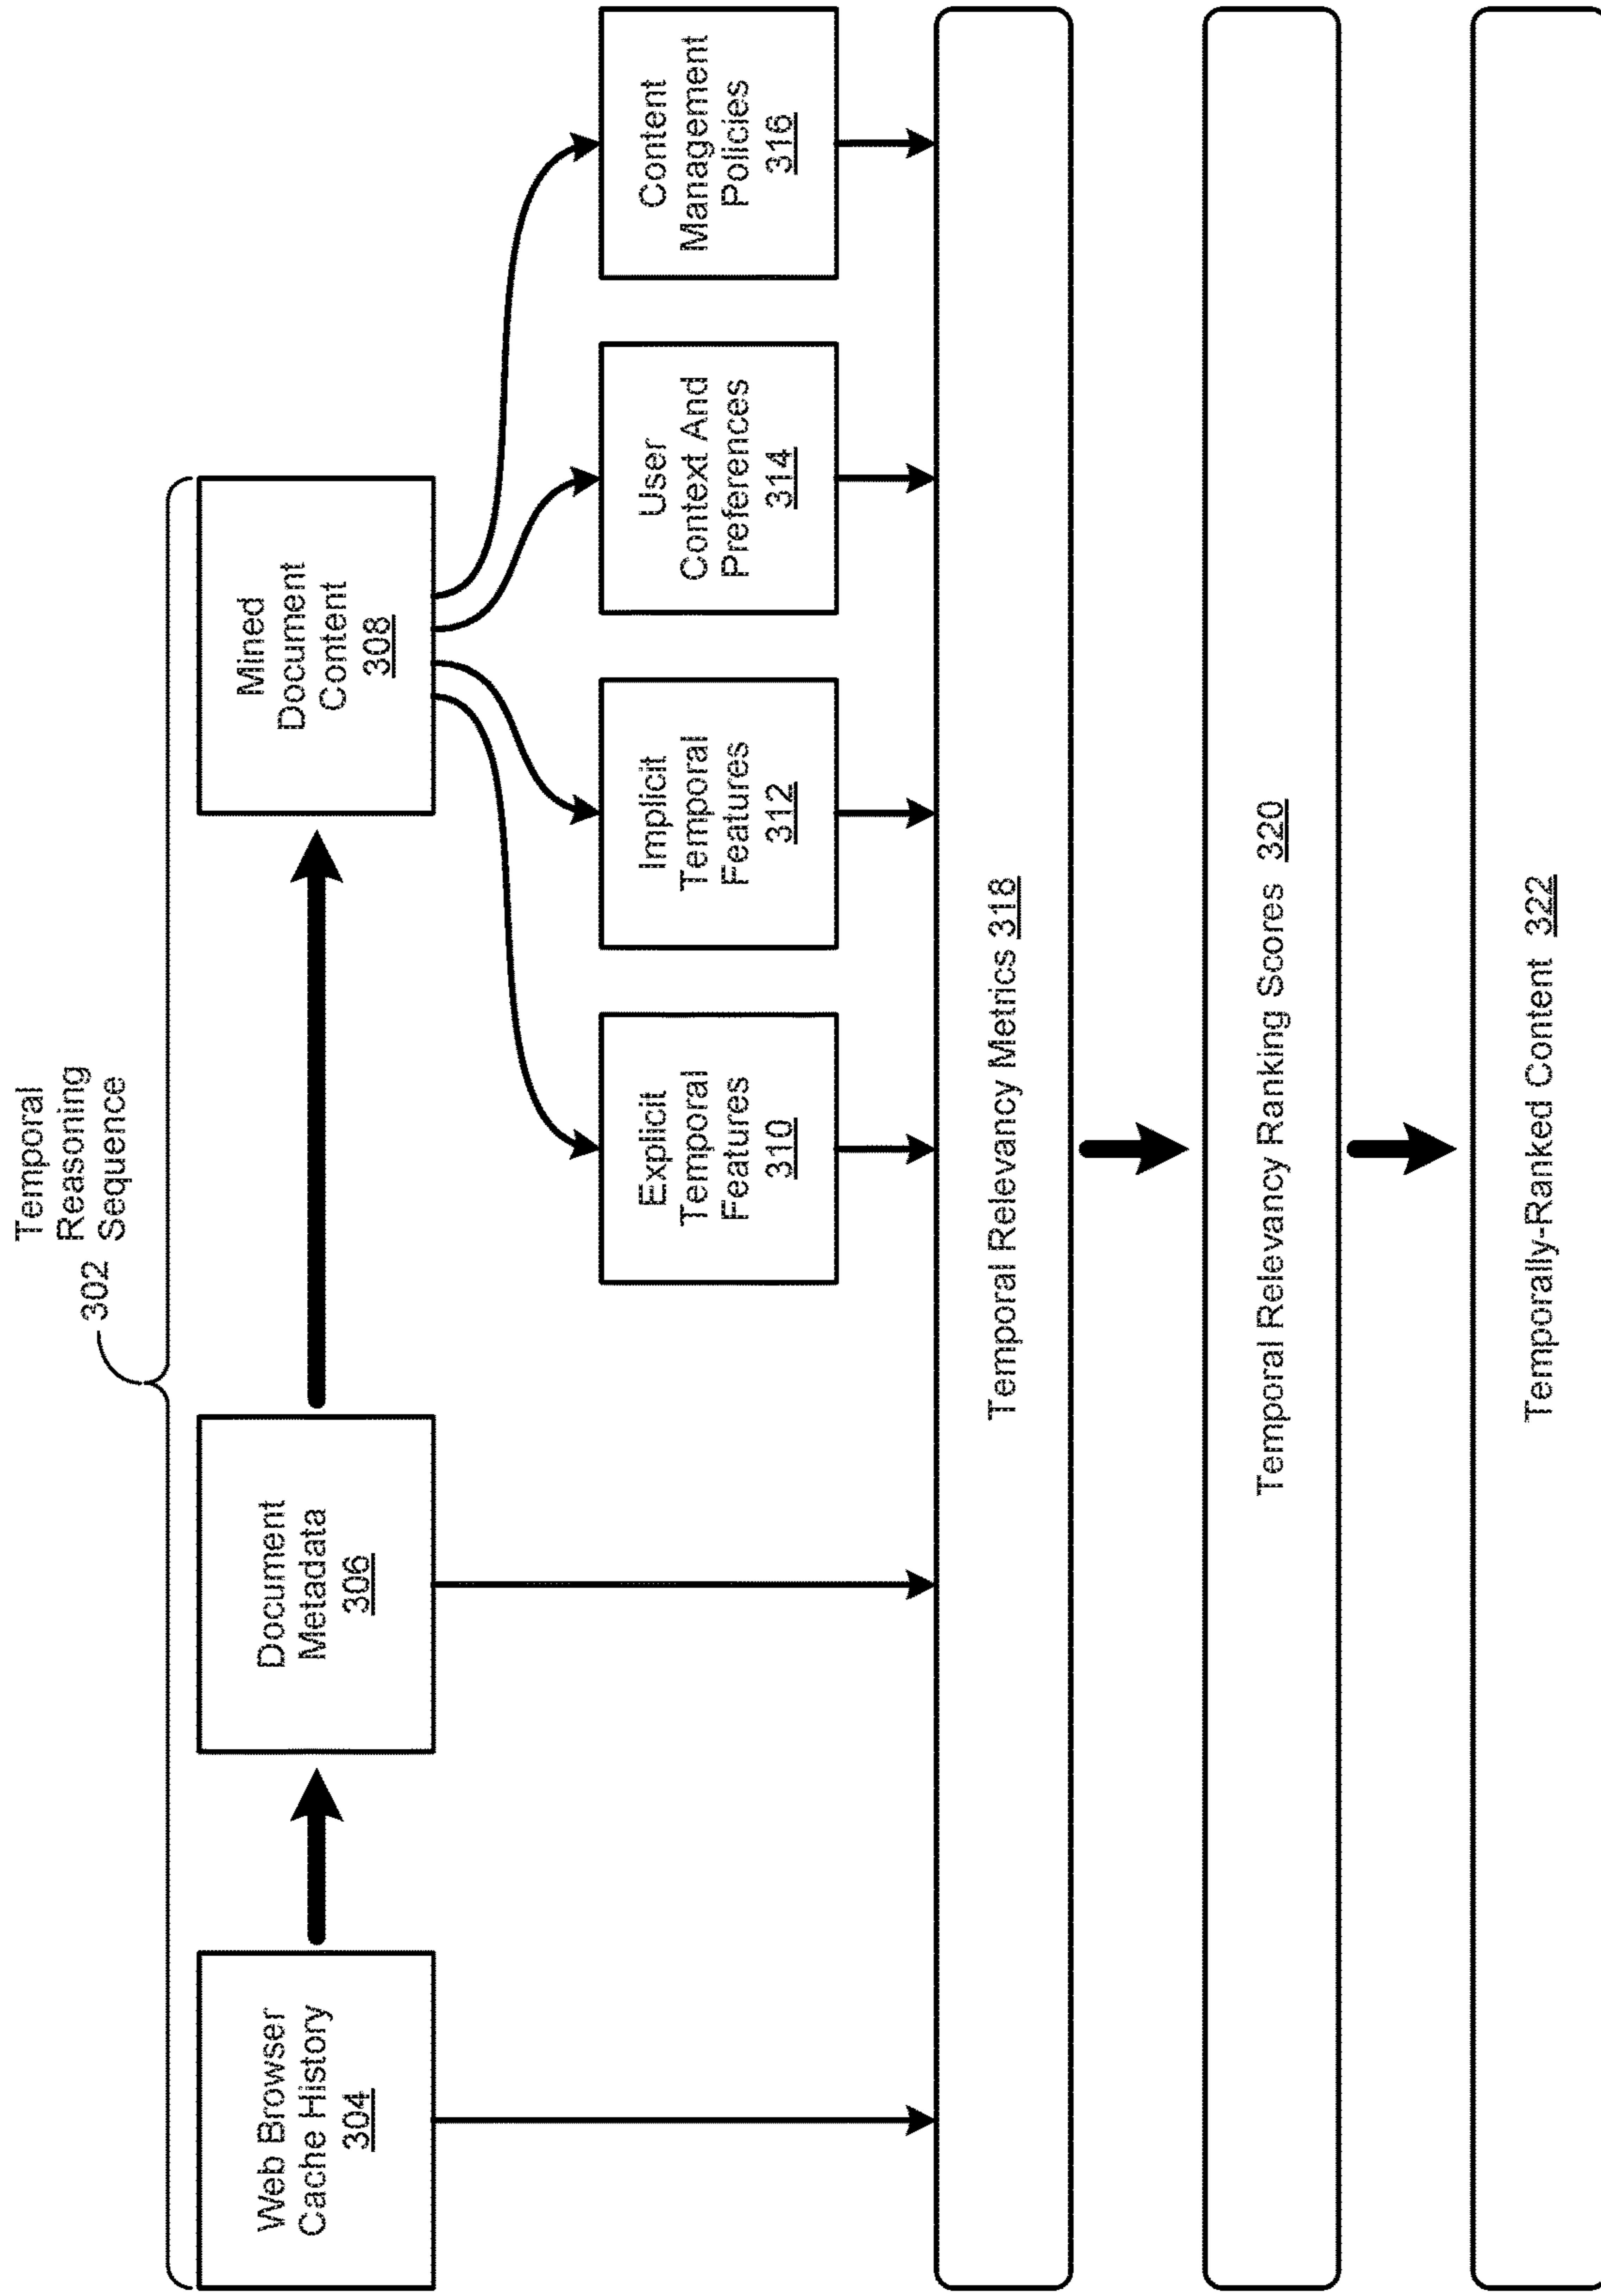 Temporal
Reasoning
Sequence
302
Web Browser
Cache History
304
Document
Metadata
306
Mined
Document
Content
308
Explicit
Temporal
Features
310
Implicit
Temporal
Features
312
User
Context And
Preferences
314
Content
Management
Policies
316
Temporal Relevancy Metrics 318
Temporal Relevancy Ranking Scores 320
Temporally-Ranked Content 322